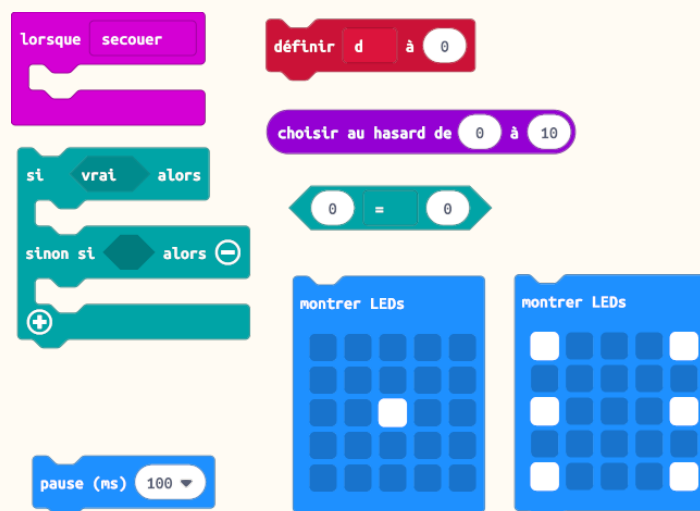 lorsque secouer
définir d à 0
choisir au hasard de 0 à 10
si vrai alors
0 = 0
sinon si alors
montrer LEDs
montrer LEDs
pause (ms) 100